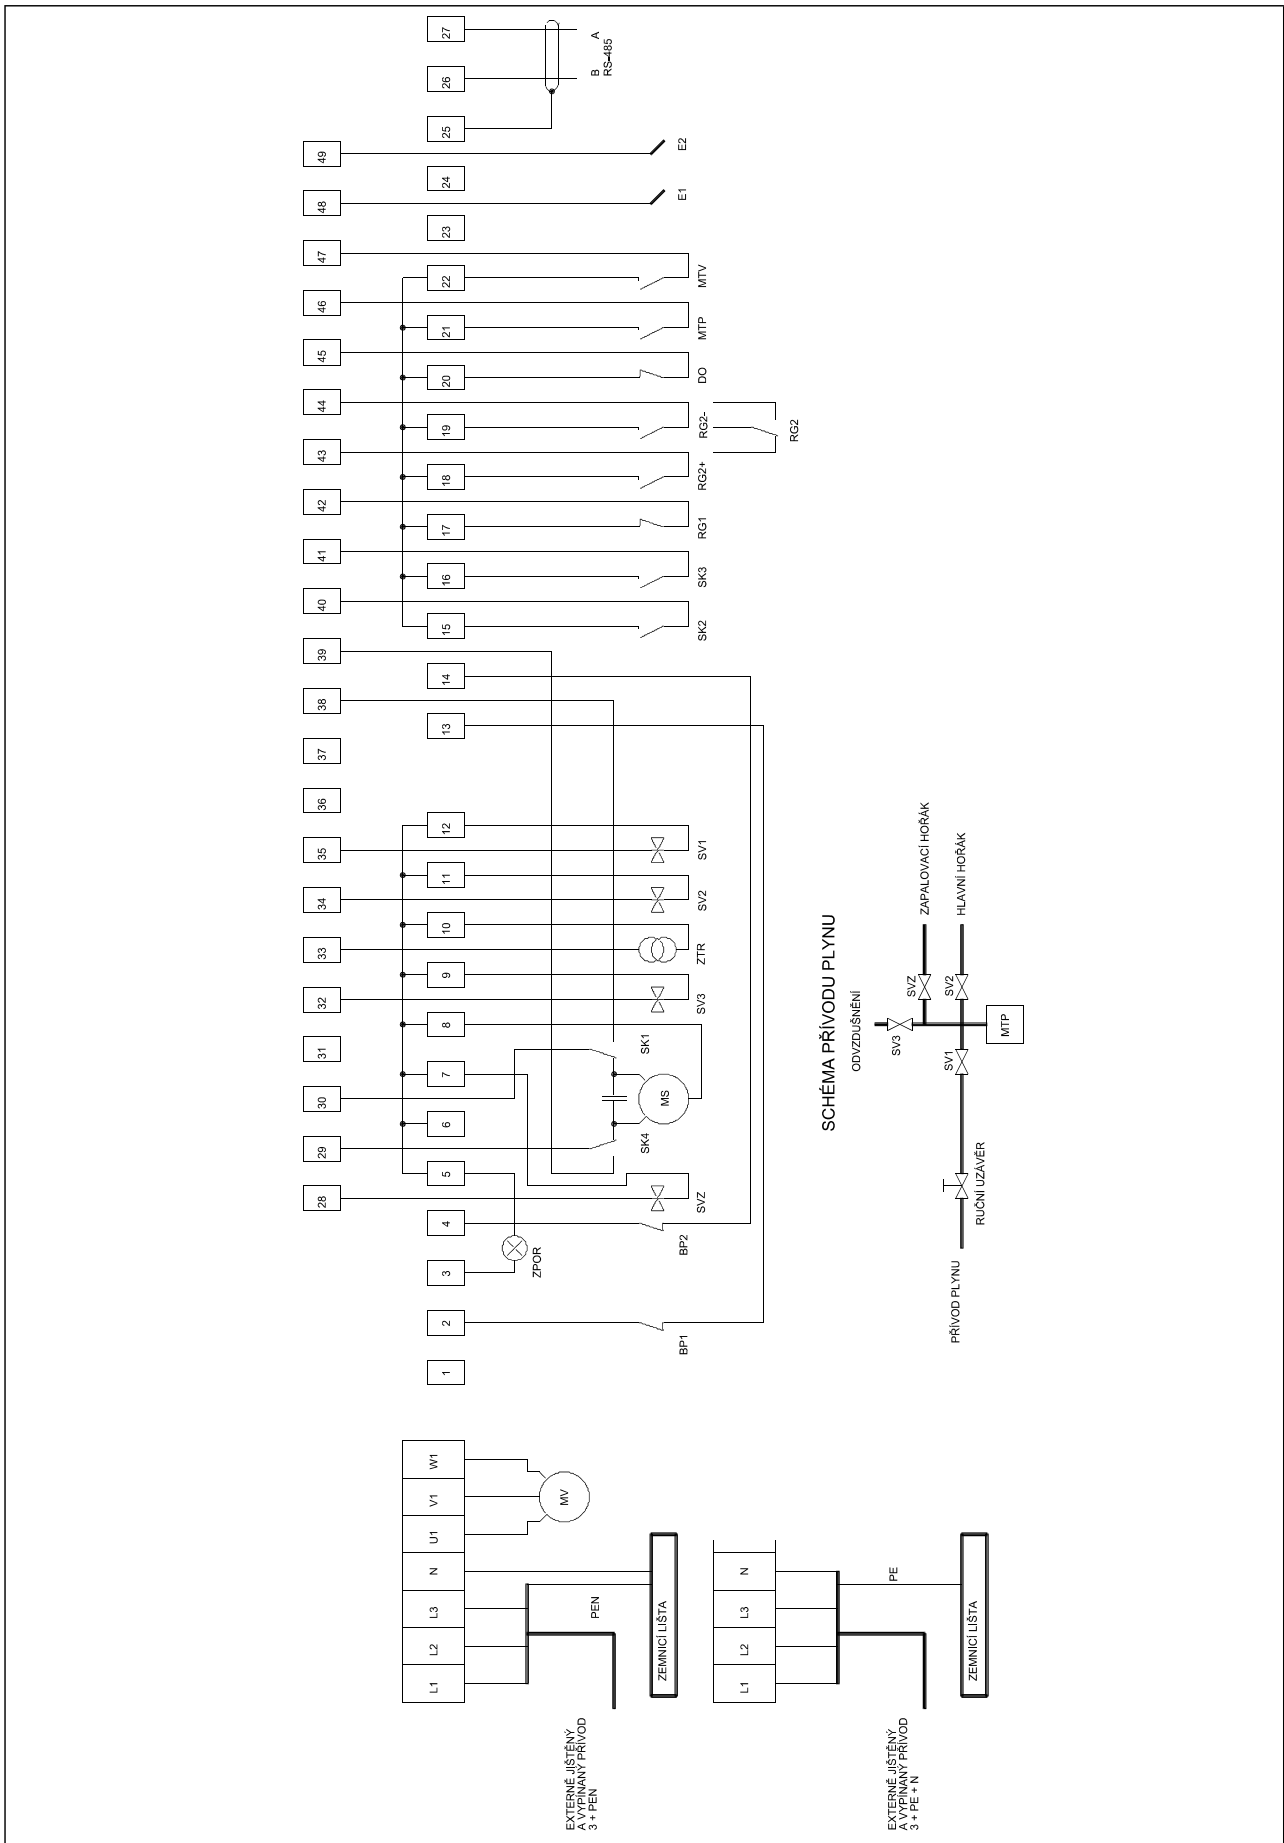 L1
L2
L3
N
U1
V1
W1
1
2
3
4
5
6
7
8
9
10
11
12
13
14
15
16
17
18
19
20
21
22
23
24
25
26
27
28
29
30
31
32
33
34
35
36
37
38
39
40
41
42
43
44
45
46
47
48
49
MV
EXTERNĚ JIŠTĚNÝ
A VYPÍNANÝ PŘÍVOD
3 + PEN
PEN
ZEMNICÍ LIŠTA
L1
L2
L3
N
EXTERNĚ JIŠTĚNÝ
A VYPÍNANÝ PŘÍVOD
3 + PE + N
PE
ZEMNICÍ LIŠTA
BP1
ZPOR
BP2
SVZ
SK4
MS
SK1
SV3
ZTR
SV2
SV1
SK2
SK3
RG1
RG2+
RG2-
RG2
DO
MTP
MTV
E1
E2
B
A
RS-485
SCHÉMA PŘÍVODU PLYNU
ODVZDUŠNĚNÍ
SV3
SVZ
ZAPALOVACÍ HOŘÁK
PŘÍVOD PLYNU
RUČNÍ UZÁVĚR
SV1
SV2
HLAVNÍ HOŘÁK
MTP